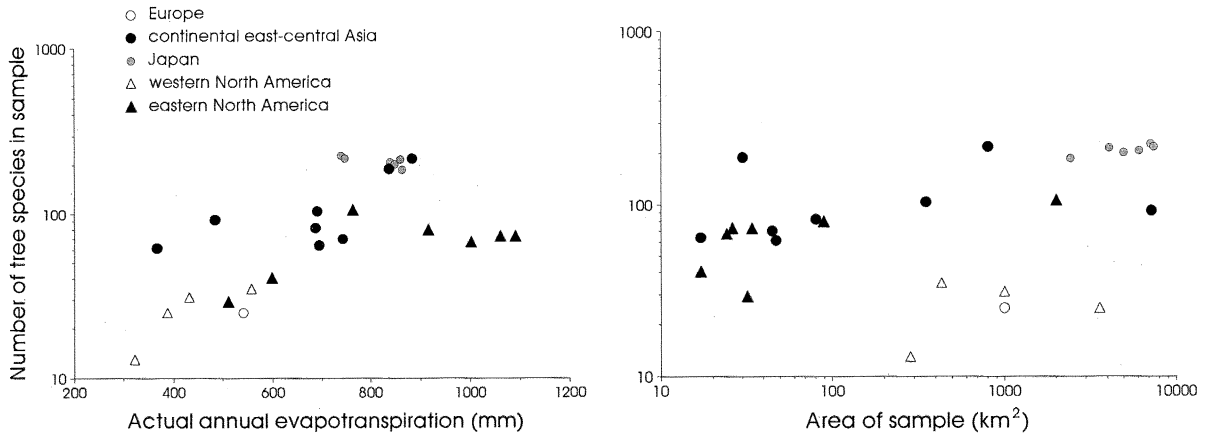 Europe
continental east-central Asia
Japan
western North America
eastern North America
Number of tree species in sample
1000
100
10
200
400
600
800
1000
1200
Actual annual evapotranspiration (mm)
1000
100
10
10
100
1000
10000
Area of sample (km²)